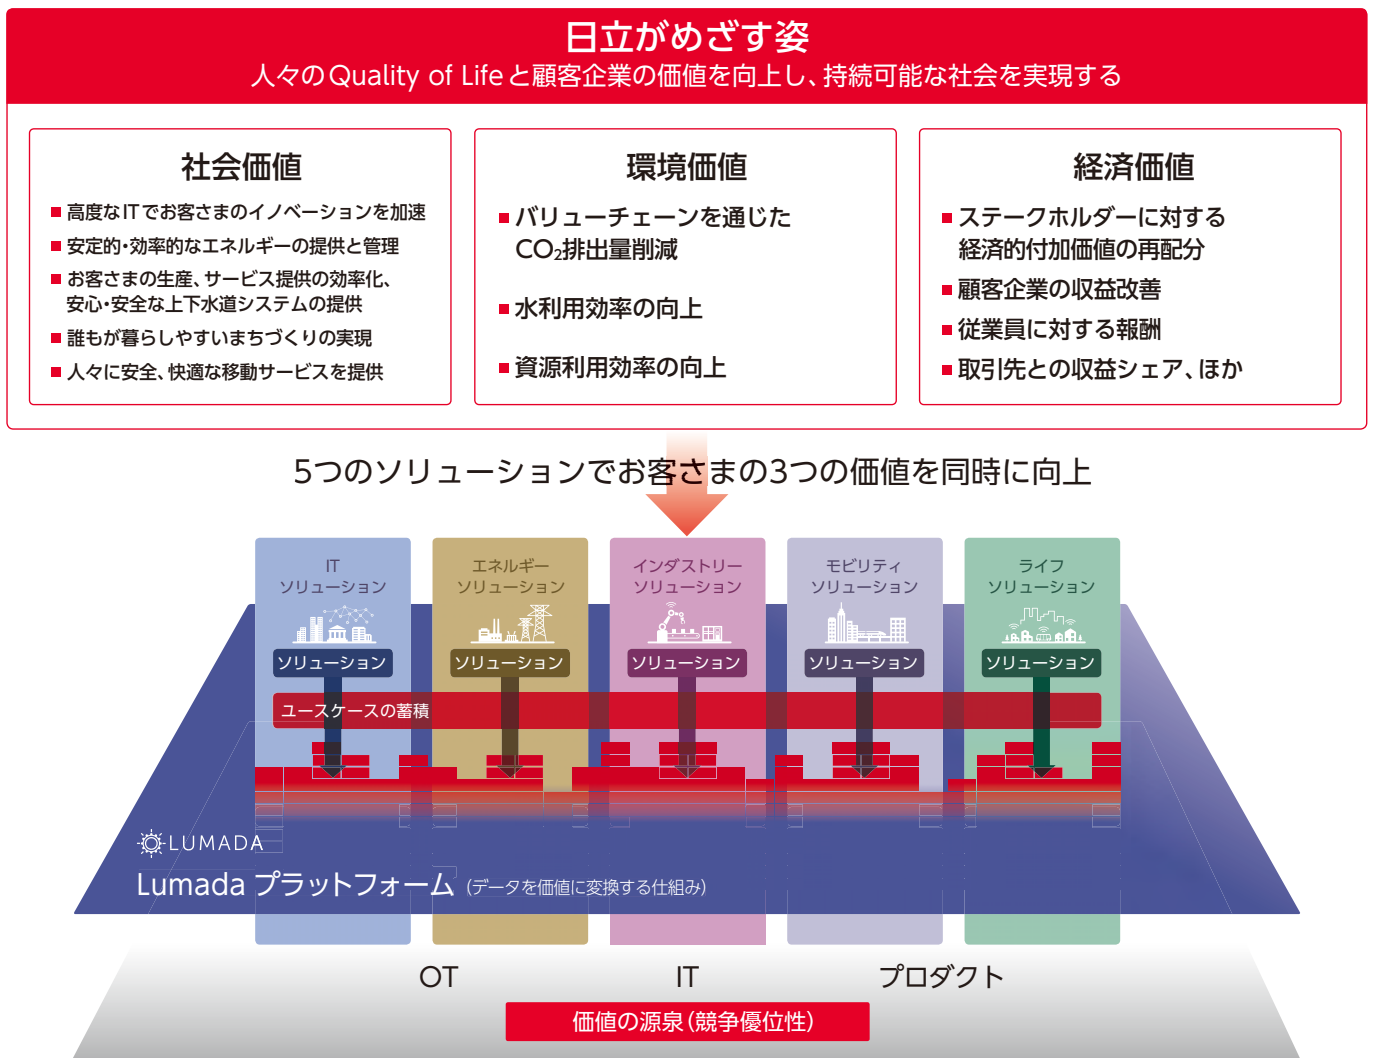 日立がめざす姿
人々のQuality of Lifeと顧客企業の価値を向上し、持続可能な社会を実現する
社会価値
高度なITでお客さまのイノベーションを加速
安定的・効率的なエネルギーの提供と管理
お客さまの生産、サービス提供の効率化、
安心・安全な上下水道システムの提供
誰もが暮らしやすいまちづくりの実現
人々に安全、快適な移動サービスを提供
環境価値
バリューチェーンを通じた
CO₂排出量削減
水利用効率の向上
資源利用効率の向上
経済価値
ステークホルダーに対する
経済的付加価値の再配分
顧客企業の収益改善
従業員に対する報酬
取引先との収益シェア、ほか
5つのソリューションでお客さまの3つの価値を同時に向上
IT
ソリューション
エネルギー
ソリューション
インダストリー
ソリューション
モビリティ
ソリューション
ライフ
ソリューション
ソリューション
ソリューション
ソリューション
ソリューション
ソリューション
ユースケースの蓄積
LUMADA
Lumada プラットフォーム (データを価値に変換する仕組み)
OT
IT
プロダクト
価値の源泉(競争優位性)